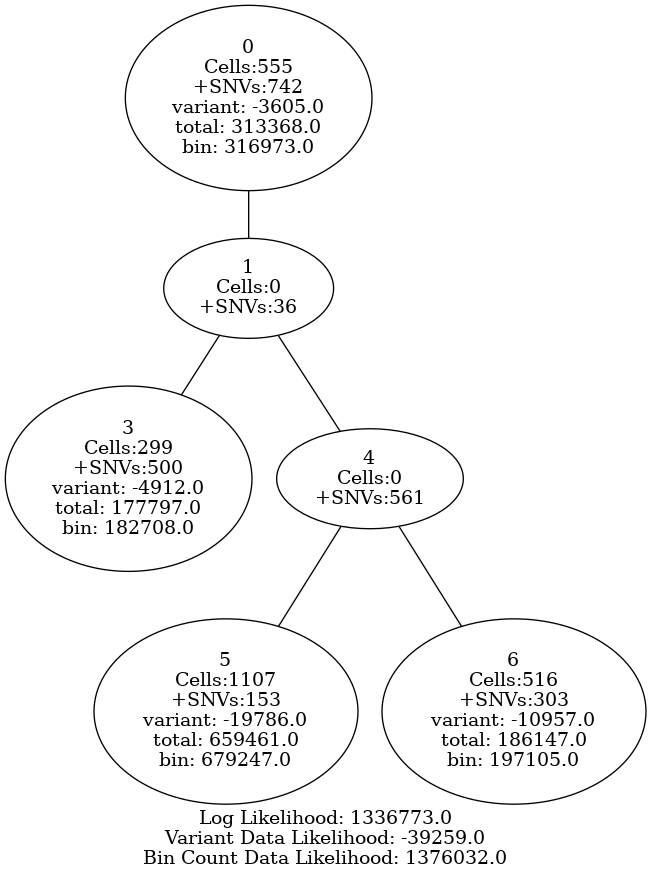 0
Cells:555
+SNVs:742
variant: -3605.0
total: 313368.0
bin: 316973.0
1
Cells:0
+SNVs:36
3
Cells:299
+SNVs:500
variant: -4912.0
total: 177797.0
bin: 182708.0
4
Cells:0
+SNVs:561
5
Cells:1107
+SNVs:153
variant: -19786.0
total: 659461.0
bin: 679247.0
6
Cells:516
+SNVs:303
variant: -10957.0
total: 186147.0
bin: 197105.0
Log Likelihood: 1336773.0
Variant Data Likelihood: -39259.0
Bin Count Data Likelihood: 1376032.0